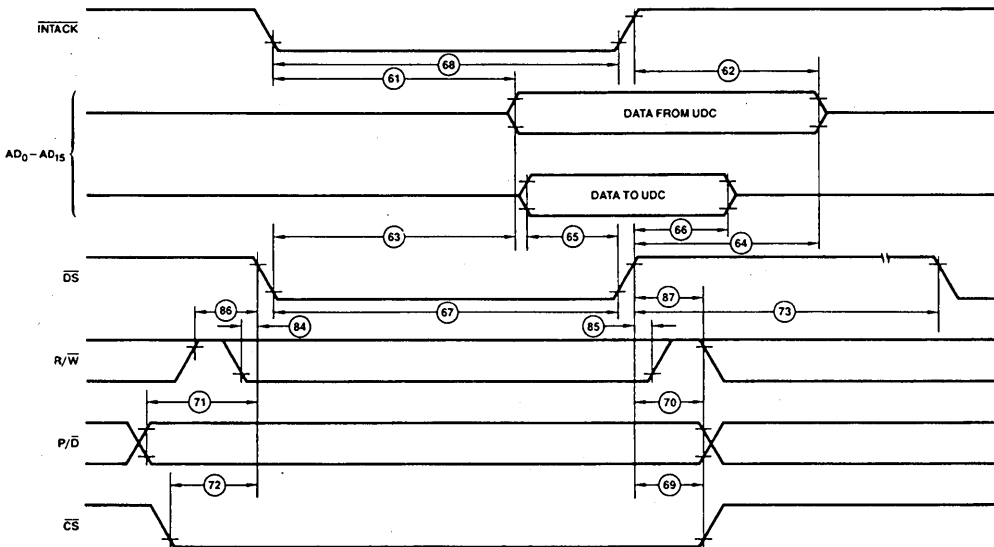 INTACK
68
61
62
DATA FROM UDC
AD₀–AD₁₅
DATA TO UDC
63
65
66
64
DS
86
84
67
85
87
73
R/W
71
70
P/D
72
69
CS